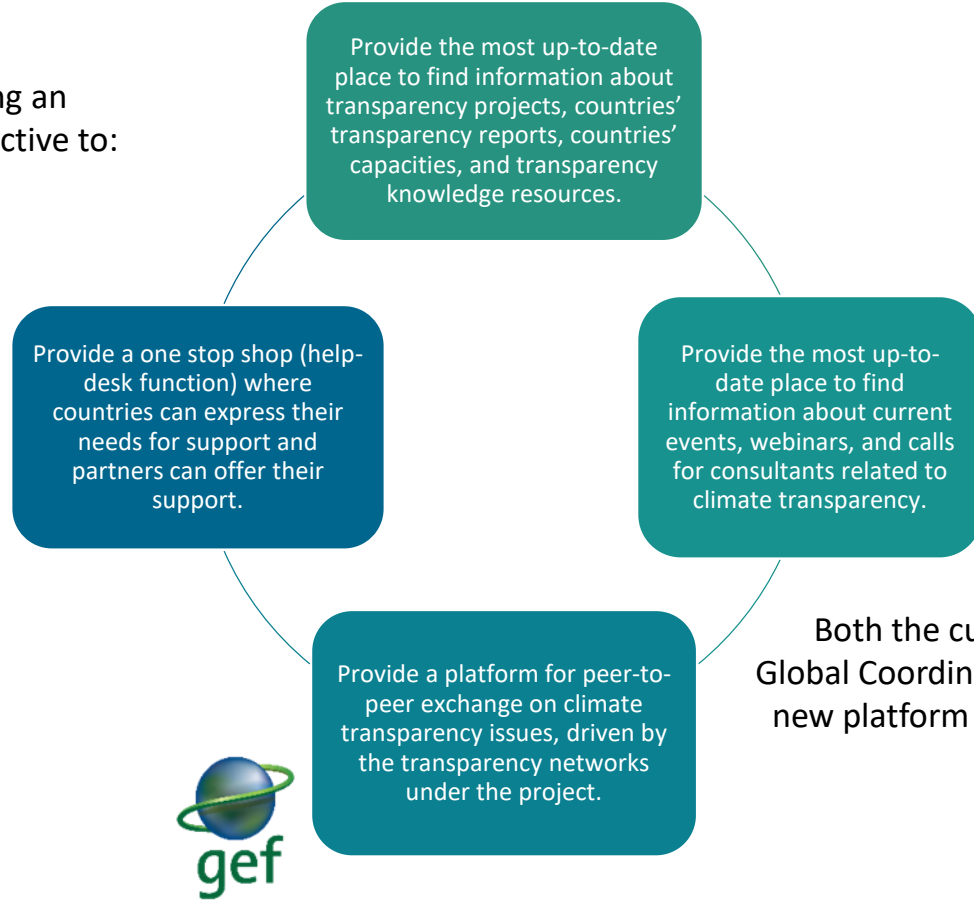 ng an
ctive to:
Provide the most up-to-date
place to find information about
transparency projects, countries’
transparency reports, countries’
capacities, and transparency
knowledge resources.
Provide a one stop shop (help-
desk function) where
countries can express their
needs for support and
partners can offer their
support.
Provide the most up-to-
date place to find
information about current
events, webinars, and calls
for consultants related to
climate transparency.
Provide a platform for peer-to-
peer exchange on climate
transparency issues, driven by
the transparency networks
under the project.
Both the cu
Global Coordin
new platform
gef